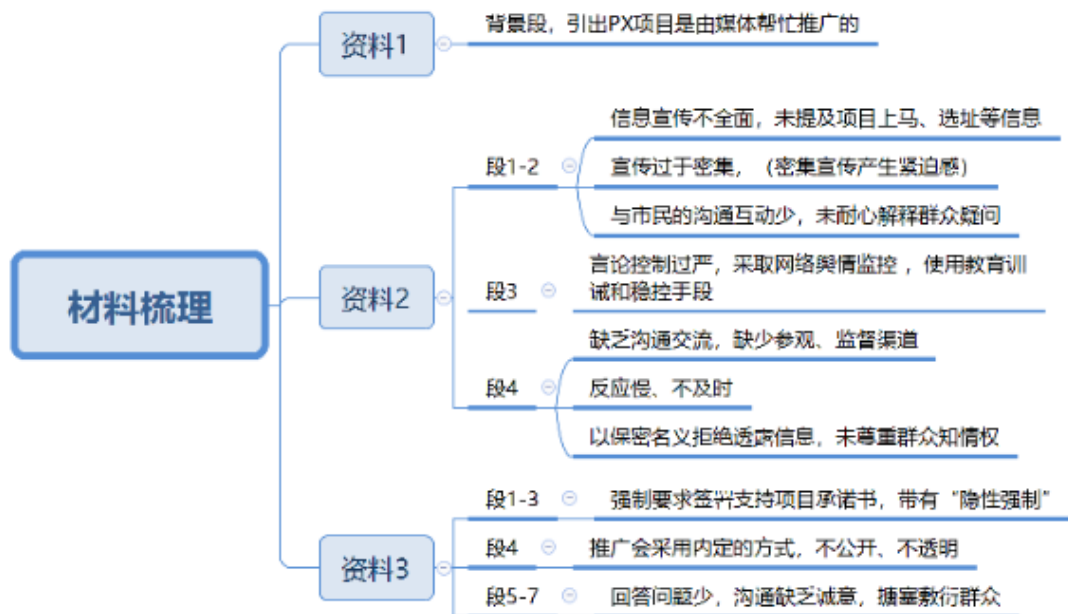 资料1
背景段，引出PX项目是由媒体帮忙推广的
材料梳理
资料2
段1-2
信息宣传不全面，未提及项目上马、选址等信息
宣传过于密集，（密集宣传产生紧迫感）
与市民的沟通互动少，未耐心解释群众疑问
段3
言论控制过严，采取网络舆情监控 ，使用教育训
诫和稳控手段
段4
缺乏沟通交流，缺少参观、监督渠道
反应慢、不及时
以保密名义拒绝透露信息，未尊重群众知情权
资料3
段1-3
强制要求签署支持项目承诺书，带有“隐性强制”
段4
推广会采用内定的方式，不公开、不透明
段5-7
回答问题少，沟通缺乏诚意，搪塞敷衍群众